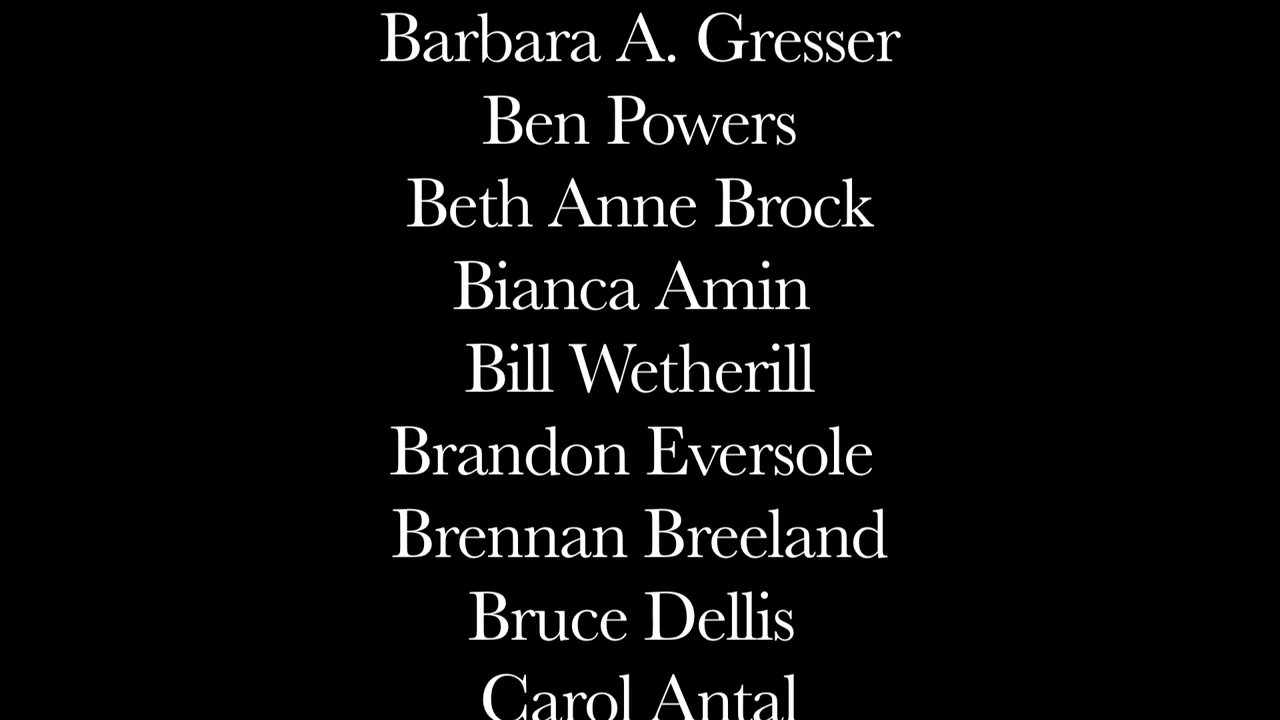 Barbara A. Gresser
Ben Powers
Beth Anne Brock
Bianca Amin
Bill Wetherill
Brandon Eversole
Brennan Breeland
Bruce Dellis
Carol Antal